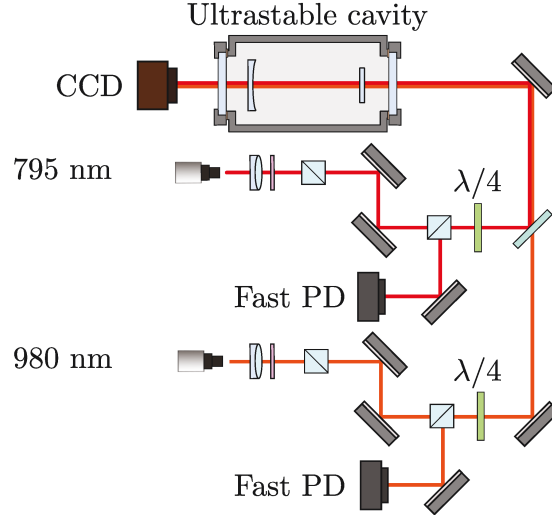 Ultrastable cavity
CCD
795 nm
λ/4
Fast PD
980 nm
λ/4
Fast PD